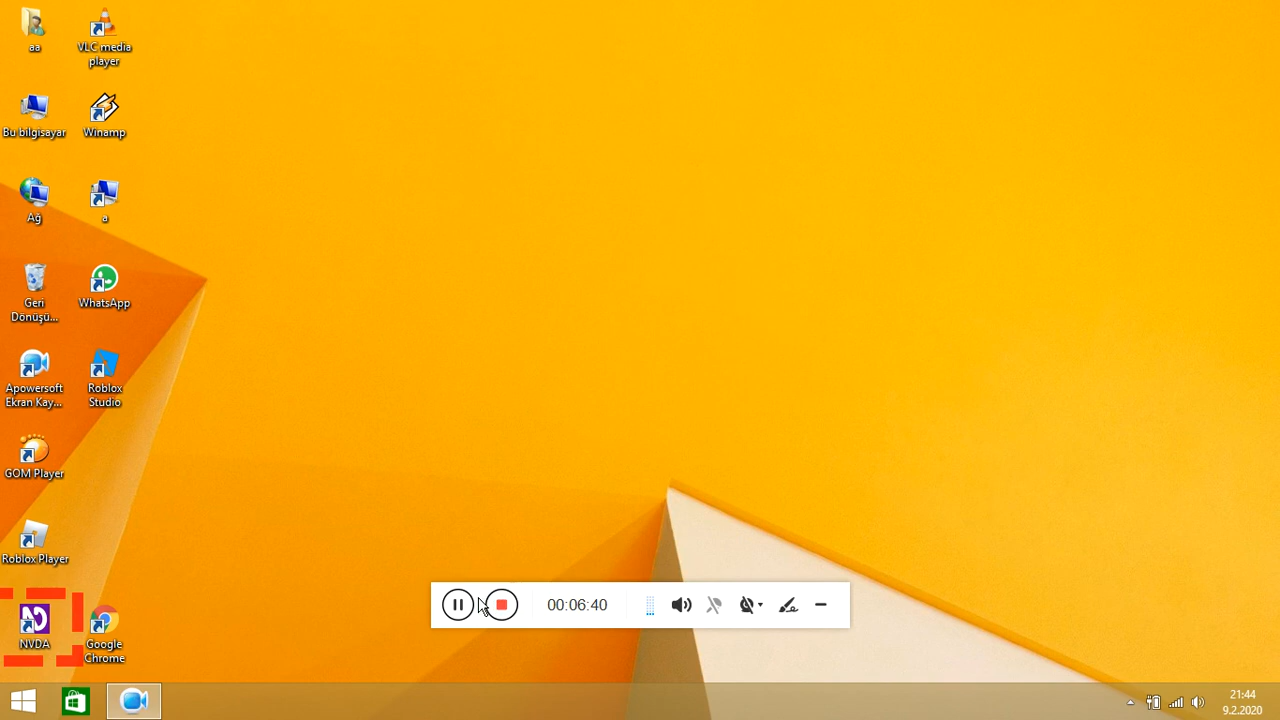 aa
VLC media
player
Bu bilgisayar
Winamp
Ağ
a
Geri
Dönüşü...
WhatsApp
Apowersoft
Ekran Kay...
Roblox
Studio
GOM Player
Roblox Player
NVDA
Google
Chrome
00:06:40
21:44
9.2.2020